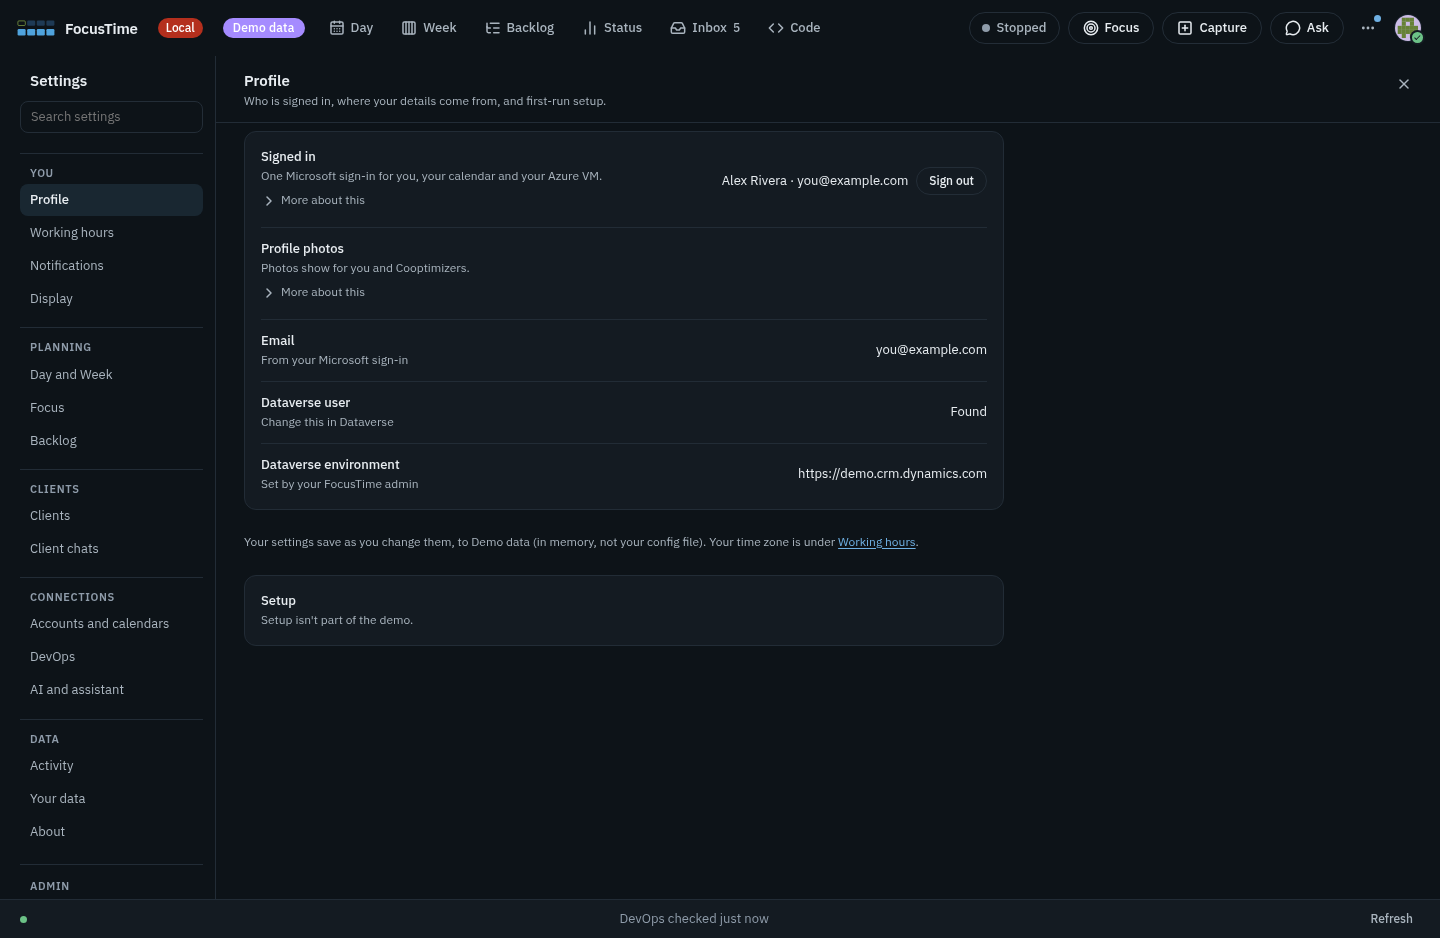 FocusTime
Local
Demo data
Day
Week
Backlog
Status
Inbox 5
Code
Stopped
Focus
Capture
Ask
Settings
Search settings
YOU
Profile
Working hours
Notifications
Display
PLANNING
Day and Week
Focus
Backlog
CLIENTS
Clients
Client chats
CONNECTIONS
Accounts and calendars
DevOps
AI and assistant
DATA
Activity
Your data
About
ADMIN
Profile
Who is signed in, where your details come from, and first-run setup.
Signed in
One Microsoft sign-in for you, your calendar and your Azure VM.
More about this
Alex Rivera · you@example.com
Sign out
Profile photos
Photos show for you and Cooptimizers.
More about this
Email
From your Microsoft sign-in
you@example.com
Dataverse user
Change this in Dataverse
Found
Dataverse environment
Set by your FocusTime admin
https://demo.crm.dynamics.com
Your settings save as you change them, to Demo data (in memory, not your config file). Your time zone is under Working hours.
Setup
Setup isn't part of the demo.
DevOps checked just now
Refresh